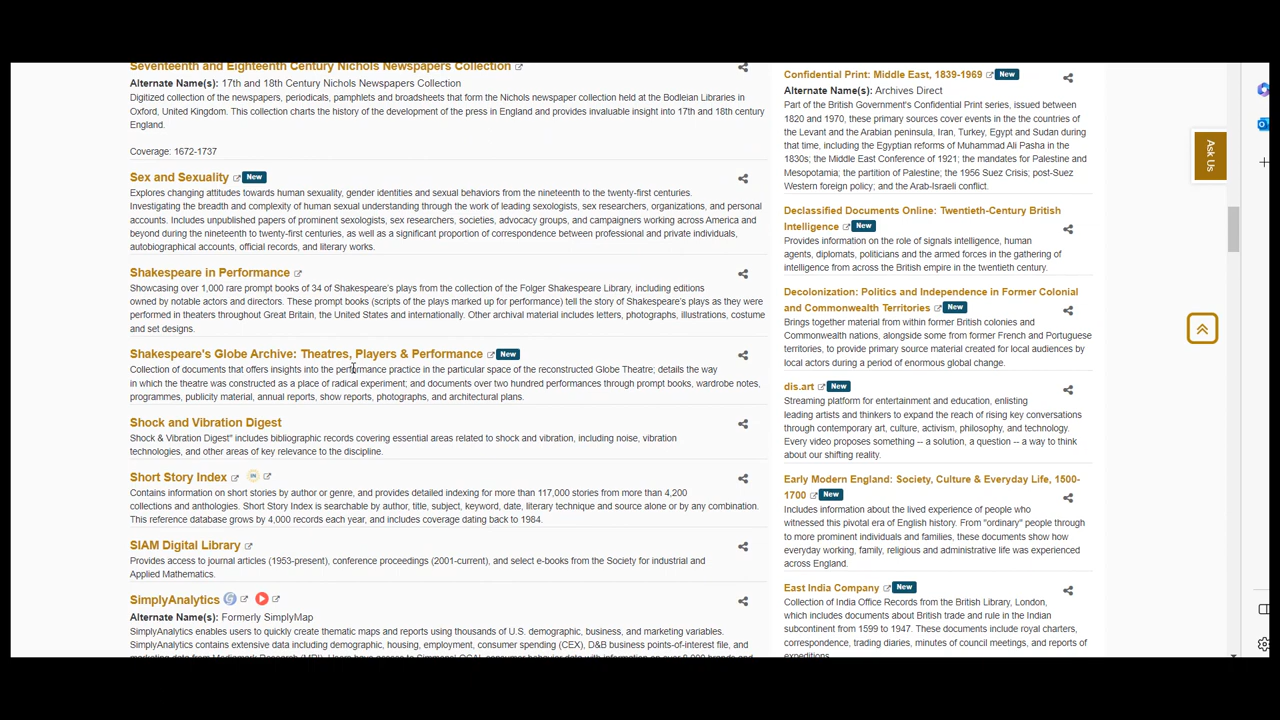 Seventeenth and Eighteenth Century Nichols Newspapers Collection
Alternate Name(s): 17th and 18th Century Nichols Newspapers Collection
Digitized collection of the newspapers, periodicals, pamphlets and broadsheets that form the Nichols newspaper collection held at the Bodleian Libraries in
Oxford, United Kingdom. This collection charts the history of the development of the press in England and provides invaluable insight into 17th and 18th century
England.
Coverage: 1672-1737
Sex and Sexuality New
Explores changing attitudes towards human sexuality, gender identities and sexual behaviors from the nineteenth to the twenty-first centuries.
Investigating the breadth and complexity of human sexual understanding through the work of leading sexologists, sex researchers, organizations, and personal
accounts. Includes unpublished papers of prominent sexologists, sex researchers, societies, advocacy groups, and campaigners working across America and
beyond during the nineteenth to twenty-first centuries, as well as a significant proportion of correspondence between professional and private individuals,
autobiographical accounts, official records, and literary works.
Shakespeare in Performance
Showcasing over 1,000 rare prompt books of 34 of Shakespeare's plays from the collection of the Folger Shakespeare Library, including editions
owned by notable actors and directors. These prompt books (scripts of the plays marked up for performance) tell the story of Shakespeare's plays as they were
performed in theaters throughout Great Britain, the United States and internationally. Other archival material includes letters, photographs, illustrations, costume
and set designs.
Shakespeare's Globe Archive: Theatres, Players & Performance New
Collection of documents that offers insights into the performance practice in the particular space of the reconstructed Globe Theatre; details the way
in which the theatre was constructed as a place of radical experiment; and documents over two hundred performances through prompt books, wardrobe notes,
programmes, publicity material, annual reports, show reports, photographs, and architectural plans.
Shock and Vibration Digest
Shock & Vibration Digest" includes bibliographic records covering essential areas related to shock and vibration, including noise, vibration
technologies, and other areas of key relevance to the discipline.
Short Story Index
Contains information on short stories by author or genre, and provides detailed indexing for more than 117,000 stories from more than 4,200
collections and anthologies. Short Story Index is searchable by author, title, subject, keyword, date, literary technique and source alone or by any combination.
This reference database grows by 4,000 records each year, and includes coverage dating back to 1984.
SIAM Digital Library
Provides access to journal articles (1953-present), conference proceedings (2001-current), and select e-books from the Society for industrial and
Applied Mathematics.
SimplyAnalytics
Alternate Name(s): Formerly SimplyMap
SimplyAnalytics enables users to quickly create thematic maps and reports using thousands of U.S. demographic, business, and marketing variables.
SimplyAnalytics contains extensive data including demographic, housing, employment, consumer spending (CEX), D&B business points-of-interest file, and
Confidential Print: Middle East, 1839-1969 New
Alternate Name(s): Archives Direct
Part of the British Government's Confidential Print series, issued between
1820 and 1970, these primary sources cover events in the the countries of
the Levant and the Arabian peninsula, Iran, Turkey, Egypt and Sudan during
that time, including the Egyptian reforms of Muhammad Ali Pasha in the
1830s; the Middle East Conference of 1921; the mandates for Palestine and
Mesopotamia; the partition of Palestine; the 1956 Suez Crisis; post-Suez
Western foreign policy; and the Arab-Israeli conflict.
Declassified Documents Online: Twentieth-Century British
Intelligence New
Provides information on the role of signals intelligence, human
agents, diplomats, politicians and the armed forces in the gathering of
intelligence from across the British empire in the twentieth century.
Decolonization: Politics and Independence in Former Colonial
and Commonwealth Territories New
Brings together material from within former British colonies and
Commonwealth nations, alongside some from former French and Portuguese
territories, to provide primary source material created for local audiences by
local actors during a period of enormous global change.
dis.art New
Streaming platform for entertainment and education, enlisting
leading artists and thinkers to expand the reach of rising key conversations
through contemporary art, culture, activism, philosophy, and technology.
Every video proposes something -- a solution, a question -- a way to think
about our shifting reality.
Early Modern England: Society, Culture & Everyday Life, 1500-
1700 New
Includes information about the lived experience of people who
witnessed this pivotal era of English history. From "ordinary" people through
to more prominent individuals and families, these documents show how
everyday working, family, religious and administrative life was experienced
across England.
East India Company New
Collection of India Office Records from the British Library, London,
which includes documents about British trade and rule in the Indian
subcontinent from 1599 to 1947. These documents include royal charters,
correspondence, trading diaries, minutes of council meetings, and reports of
expeditions.
Ask Us